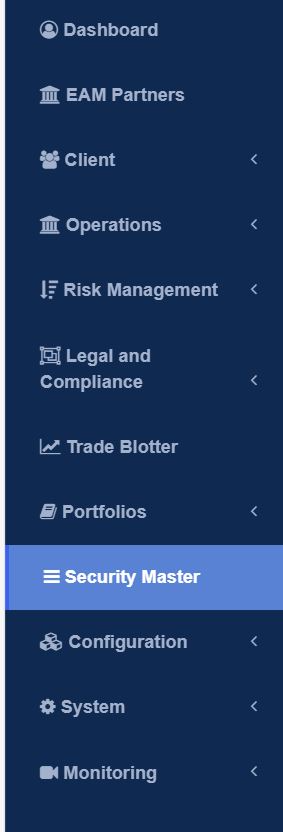 Dashboard
EAM Partners
Client
Operations
Risk Management
Legal and
Compliance
Trade Blotter
Portfolios
Security Master
Configuration
System
Monitoring